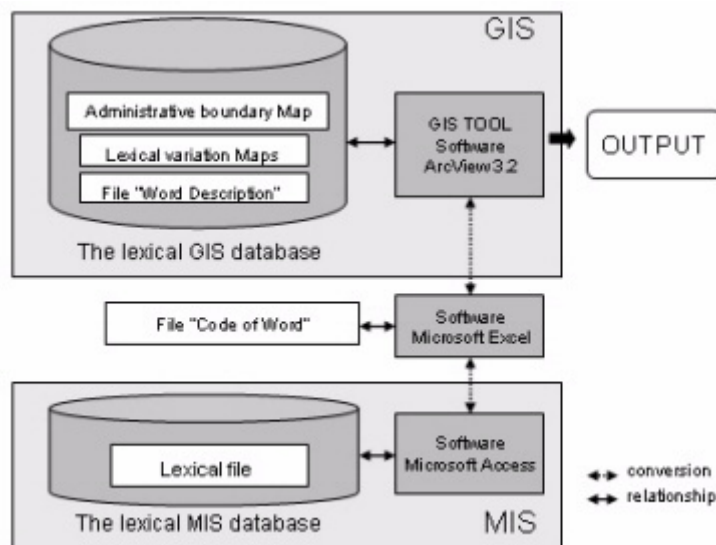 GIS
Administrative boundary Map
Lexical variation Maps
File "Word Description"
The lexical GIS database
GIS TOOL
Software
ArcView 3.2
OUTPUT
File "Code of Word"
Software
Microsoft Excel
Lexical file
The lexical MIS database
Software
Microsoft Access
MIS
conversion
relationship